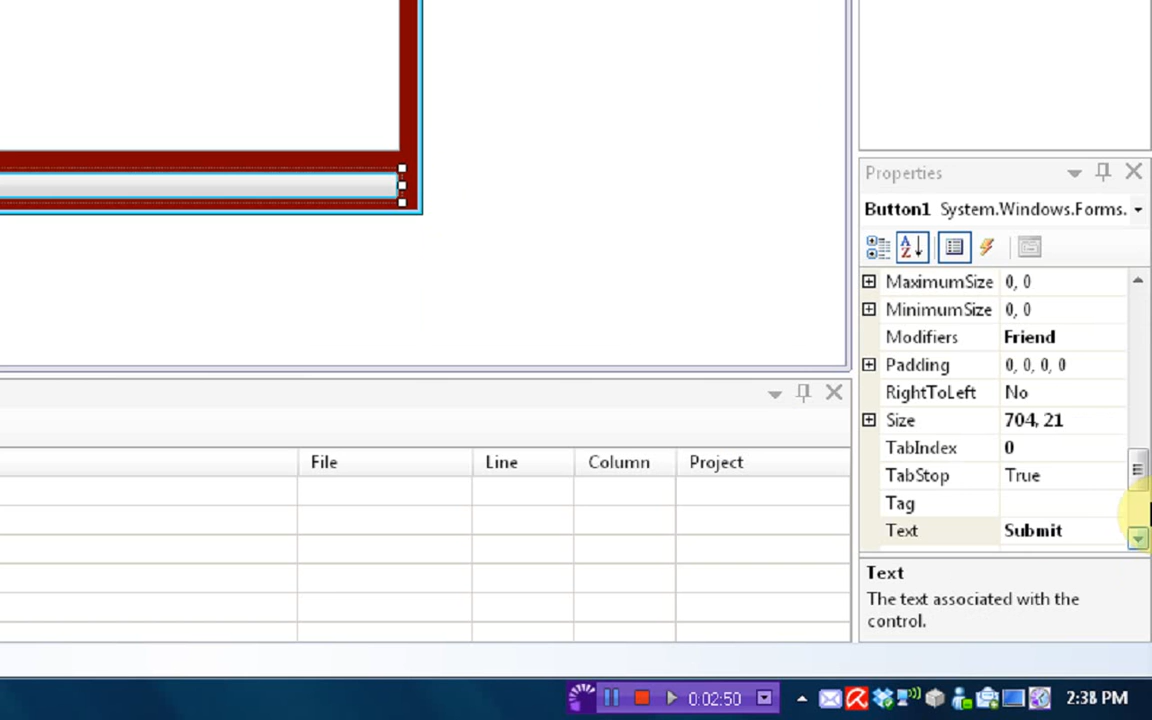 Properties
Button1 System.Windows.Forms.
MaximumSize 0, 0
MinimumSize 0, 0
Modifiers Friend
Padding 0, 0, 0, 0
RightToLeft No
Size 704, 21
TabIndex 0
TabStop True
Tag
Text Submit
Text
The text associated with the
control.
File Line Column Project
0:02:50
2:38 PM